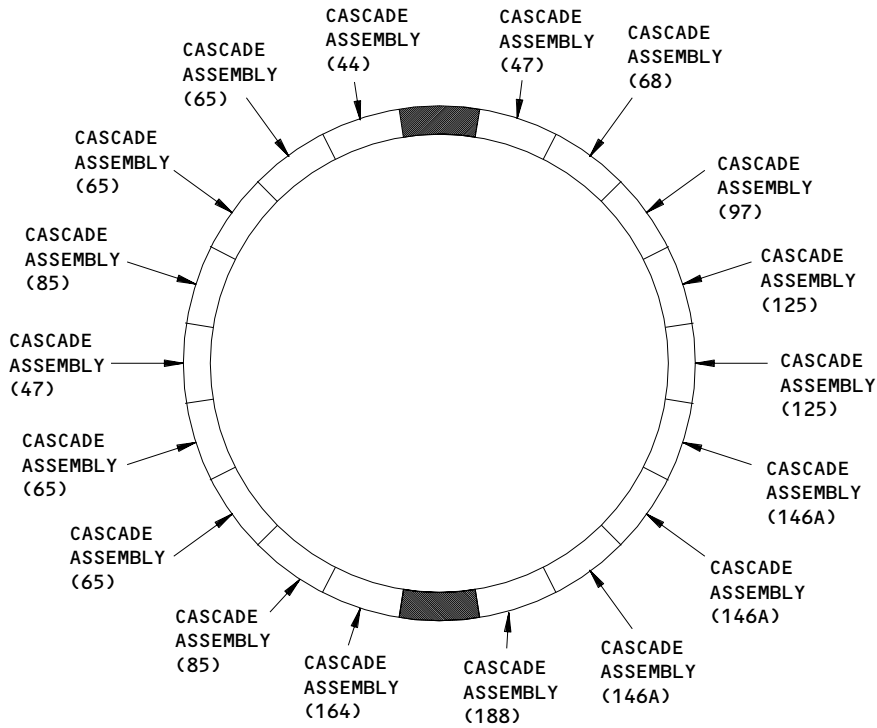 CASCADE
ASSEMBLY
(44)
CASCADE
ASSEMBLY
(47)
CASCADE
ASSEMBLY
(68)
CASCADE
ASSEMBLY
(65)
CASCADE
ASSEMBLY
(65)
CASCADE
ASSEMBLY
(97)
CASCADE
ASSEMBLY
(85)
CASCADE
ASSEMBLY
(125)
CASCADE
ASSEMBLY
(47)
CASCADE
ASSEMBLY
(125)
CASCADE
ASSEMBLY
(65)
CASCADE
ASSEMBLY
(146A)
CASCADE
ASSEMBLY
(65)
CASCADE
ASSEMBLY
(146A)
CASCADE
ASSEMBLY
(85)
CASCADE
ASSEMBLY
(146A)
CASCADE
ASSEMBLY
(164)
CASCADE
ASSEMBLY
(188)